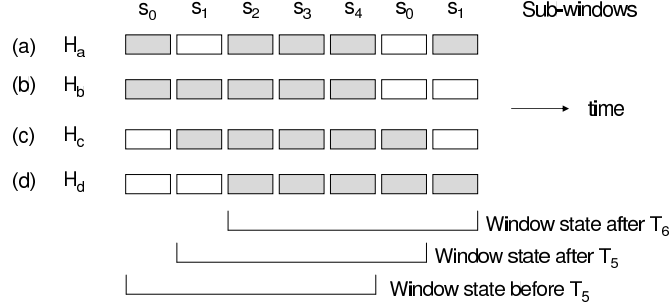 s0 s1 s2 s3 s4 s0 s1 Sub-windows
(a) Ha
(b) Hb
time
(c) Hc
(d) Hd
Window state after T6
Window state after T5
Window state before T5